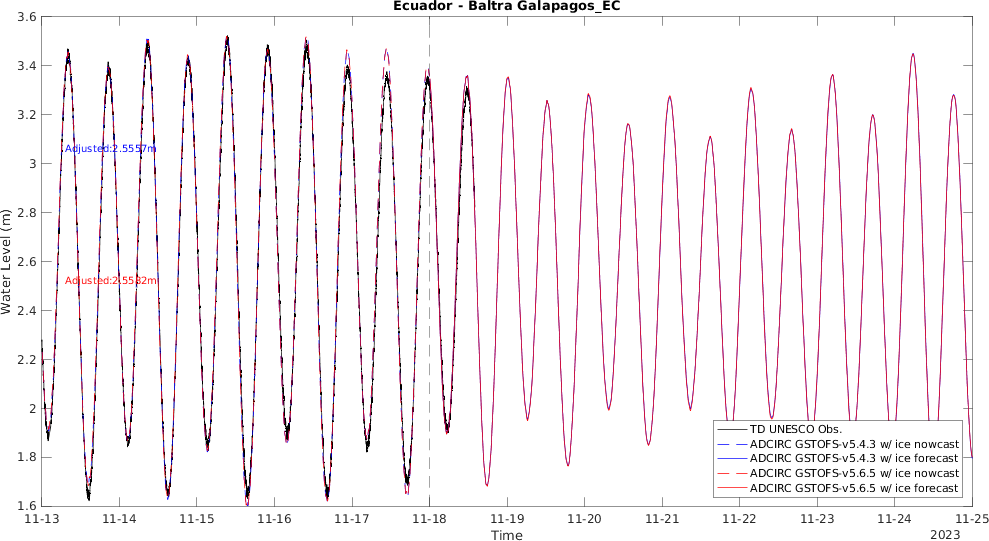 Ecuador - Baltra Galapagos_EC
3.6
3.4
3.2
3
2.8
2.6
2.4
2.2
2
1.8
1.6
Water Level (m)
Adjusted:2.5557m
Adjusted:2.5582m
TD UNESCO Obs.
ADCIRC GSTOFS-v5.4.3 w/ ice nowcast
ADCIRC GSTOFS-v5.4.3 w/ ice forecast
ADCIRC GSTOFS-v5.6.5 w/ ice nowcast
ADCIRC GSTOFS-v5.6.5 w/ ice forecast
11-13 11-14 11-15 11-16 11-17 11-18 11-19 11-20 11-21 11-22 11-23 11-24 11-25
Time
2023